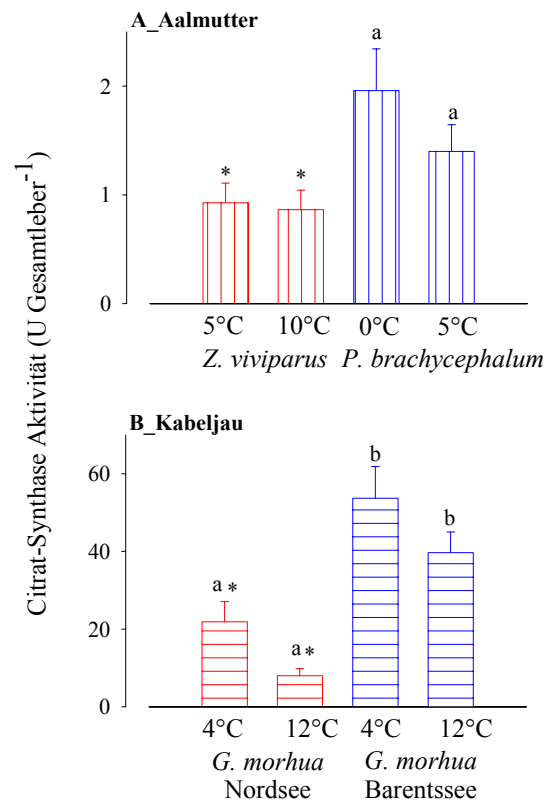 Citrat-Synthase Aktivität (U Gesamtleber-1)
A_Aalmutter
2
1
0
* * a a
5°C 10°C 0°C 5°C
Z. viviparus P. brachycephalum
B_Kabeljau
60
40
20
0
a * a * b b
4°C 12°C 4°C 12°C
G. morhua G. morhua
Nordsee Barentssee